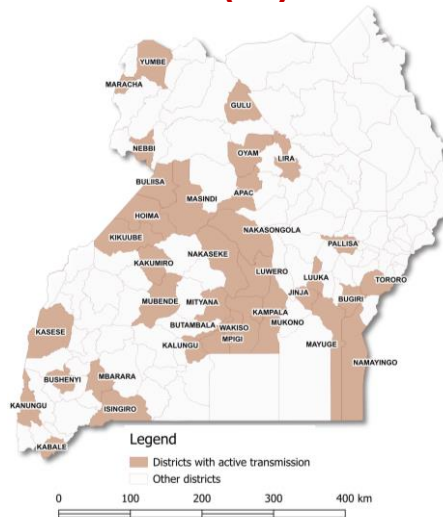 YUMBE
MARACHA
GULU
NEBBI
OYAM
LIRA
BULIISA
MASINDI
APAC
HOIMA
NAKASONGOLA
KIKUUBE
PALLISA
NAKASEKE
KAKUMIRO
LUWERO
LUUKA
TORORO
MUBENDE
MITYANA
JINJA
BUGIRI
KASESE
KAMPALA
BUTAMBALA
WAKISO
MUKONO
KALUNGU
MPIGI
MAYUGE
NAMAYINGO
BUSHENYI
MBARARA
KANUNGU
ISINGIRO
KABALE
Legend
Districts with active transmission
Other districts
0 100 200 300 400 km